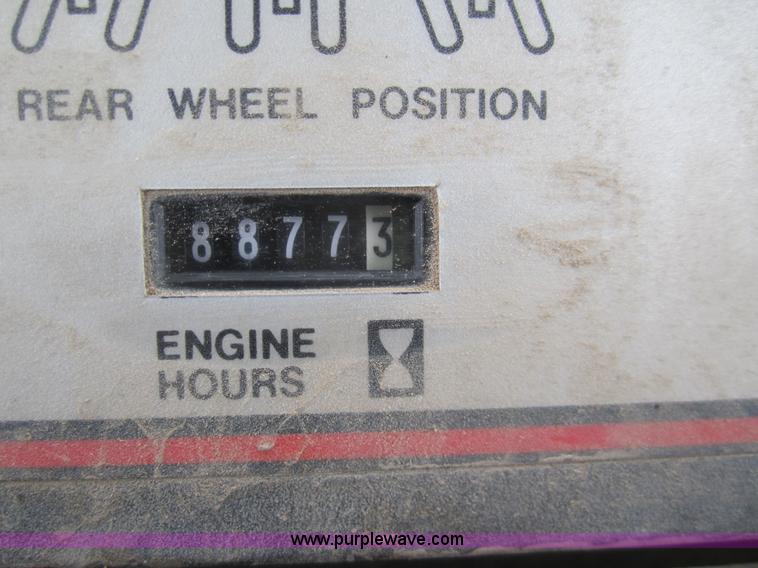 REAR WHEEL POSITION
88773
ENGINE
HOURS
www.purplewave.com